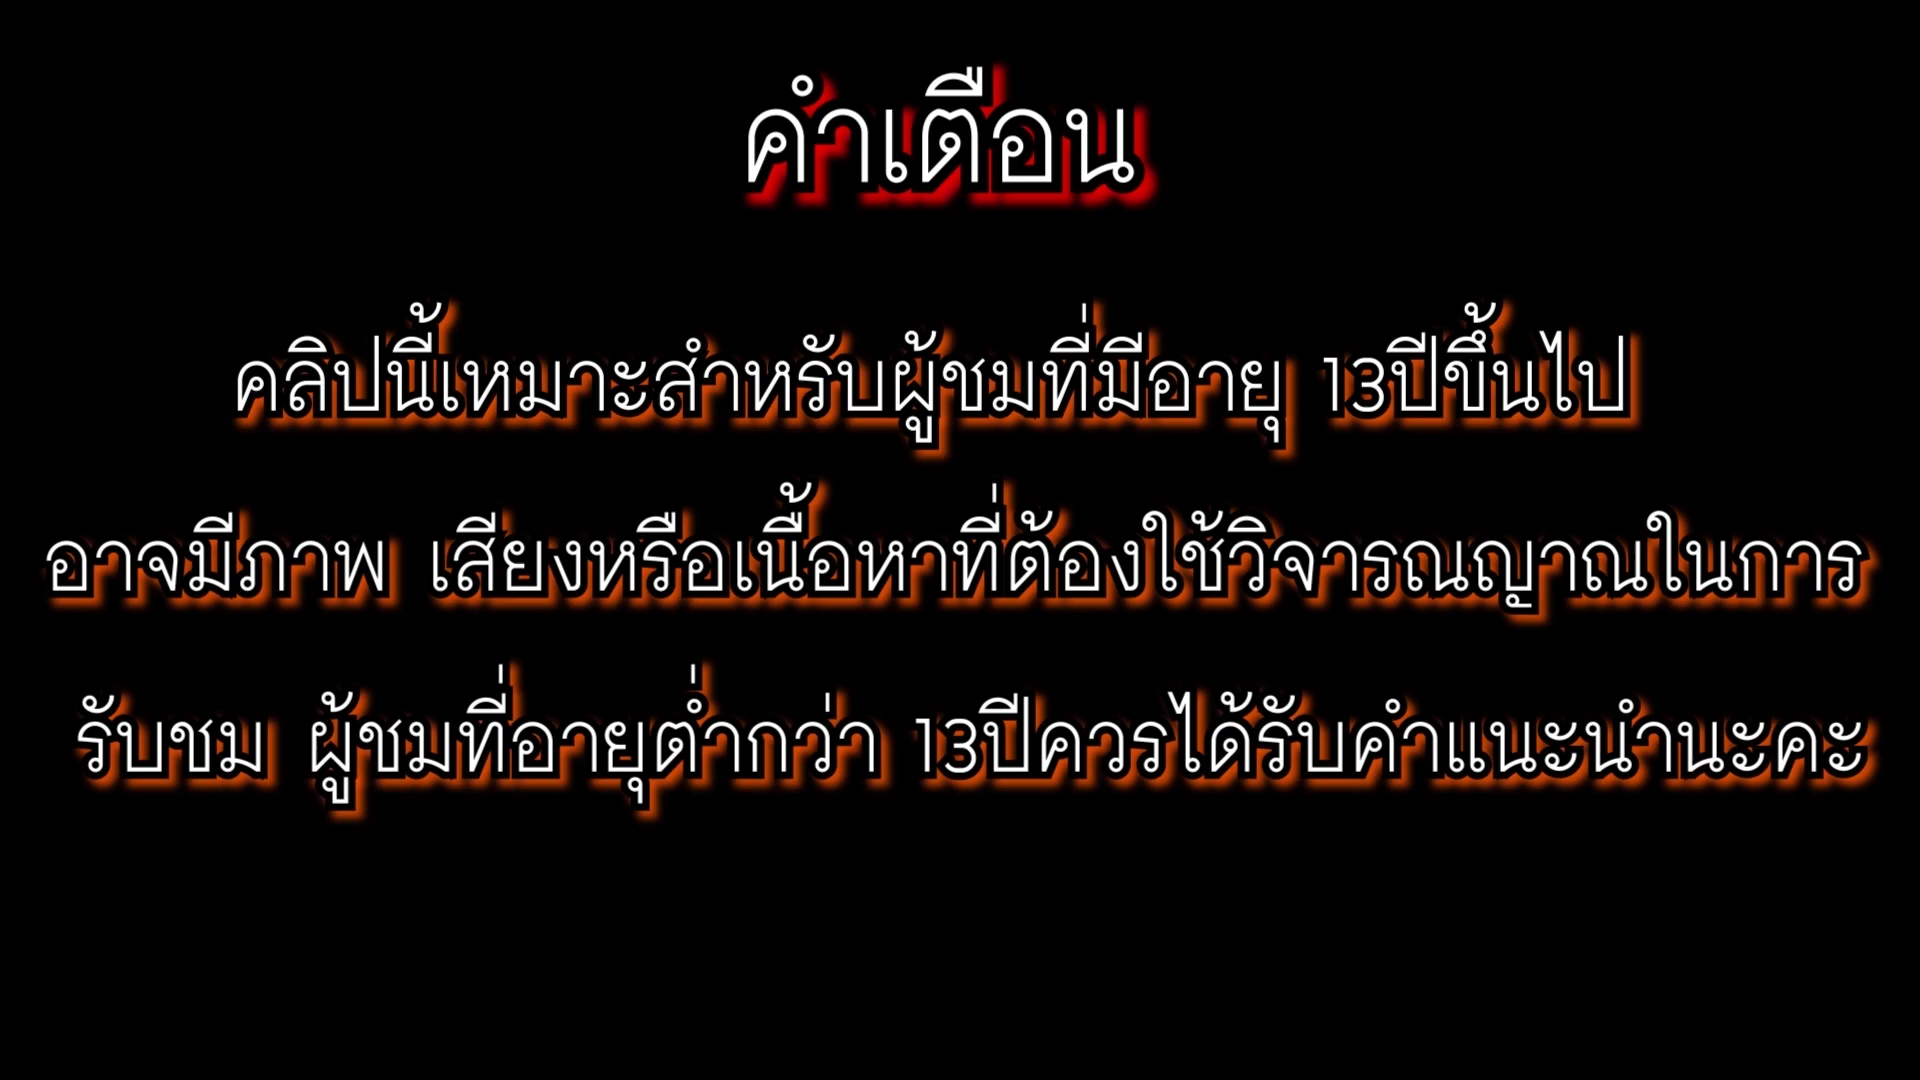 คำเตือน
คลิปนี้เหมาะสำหรับผู้ชมที่มีอายุ 13ปีขึ้นไป
อาจมีภาพ เสียงหรือเนื้อหาที่ต้องใช้วิจารณญาณในการ
รับชม ผู้ชมที่อายุต่ำกว่า 13ปีควรได้รับคำแนะนำนะคะ